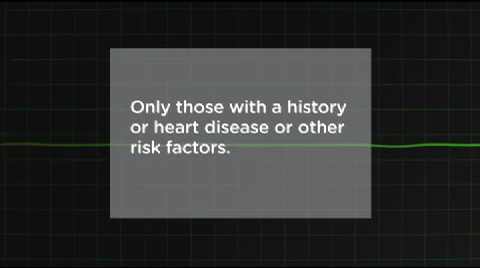 Only those with a history
or heart disease or other
risk factors.